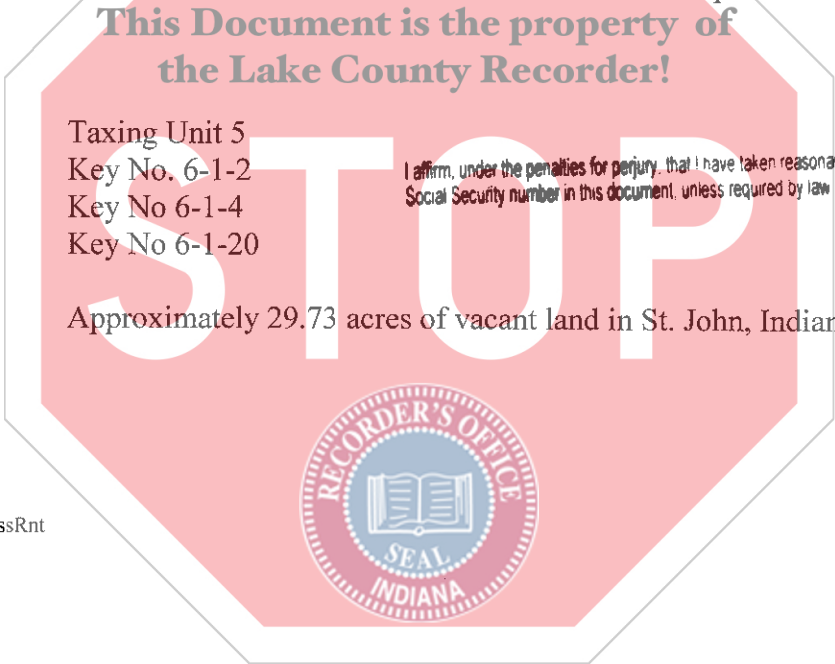 This Document is the property of
the Lake County Recorder!
STOP
Taxing Unit 5
Key No. 6-1-2
Key No 6-1-4
Key No 6-1-20
I affirm, under the penalties for perjury, that I have taken reasona
Social Security number in this document, unless required by law
Approximately 29.73 acres of vacant land in St. John, Indian
RECORDER'S OFFICE
SEAL
INDIANA
ssRnt